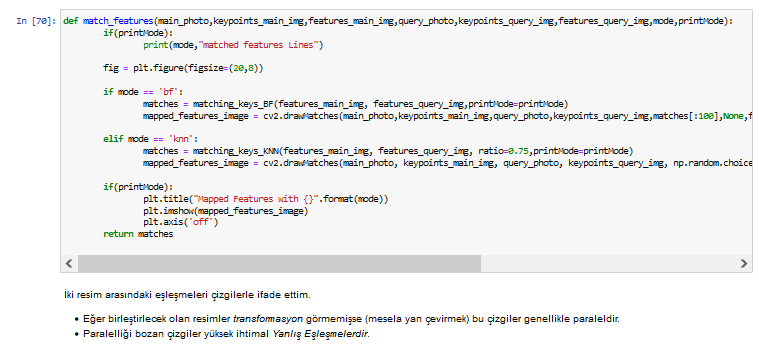 In [70]: def match_features(main_photo,keypoints_main_img,features_main_img,query_photo,keypoints_query_img,features_query_img,mode,printMode):
if(printMode):
print(mode,"matched features Lines")
fig = plt.figure(figsize=(20,8))
if mode == 'bf':
matches = matching_keys_BF(features_main_img, features_query_img,printMode=printMode)
mapped_features_image = cv2.drawMatches(main_photo,keypoints_main_img,query_photo,keypoints_query_img,matches[:100],None,f
elif mode == 'knn':
matches = matching_keys_KNN(features_main_img, features_query_img, ratio=0.75,printMode=printMode)
mapped_features_image = cv2.drawMatches(main_photo, keypoints_main_img, query_photo, keypoints_query_img, np.random.choice
if(printMode):
plt.title("Mapped Features with {}".format(mode))
plt.imshow(mapped_features_image)
plt.axis('off')
return matches
İki resim arasındaki eşleşmeleri çizgilerle ifade ettim.
• Eğer birleştirlecek olan resimler transformasyon görmemişse (mesela yan çevirmek) bu çizgiler genellikle paraleldir.
• Paralelliği bozan çizgiler yüksek ihtimal Yanlış Eşleşmelerdir.